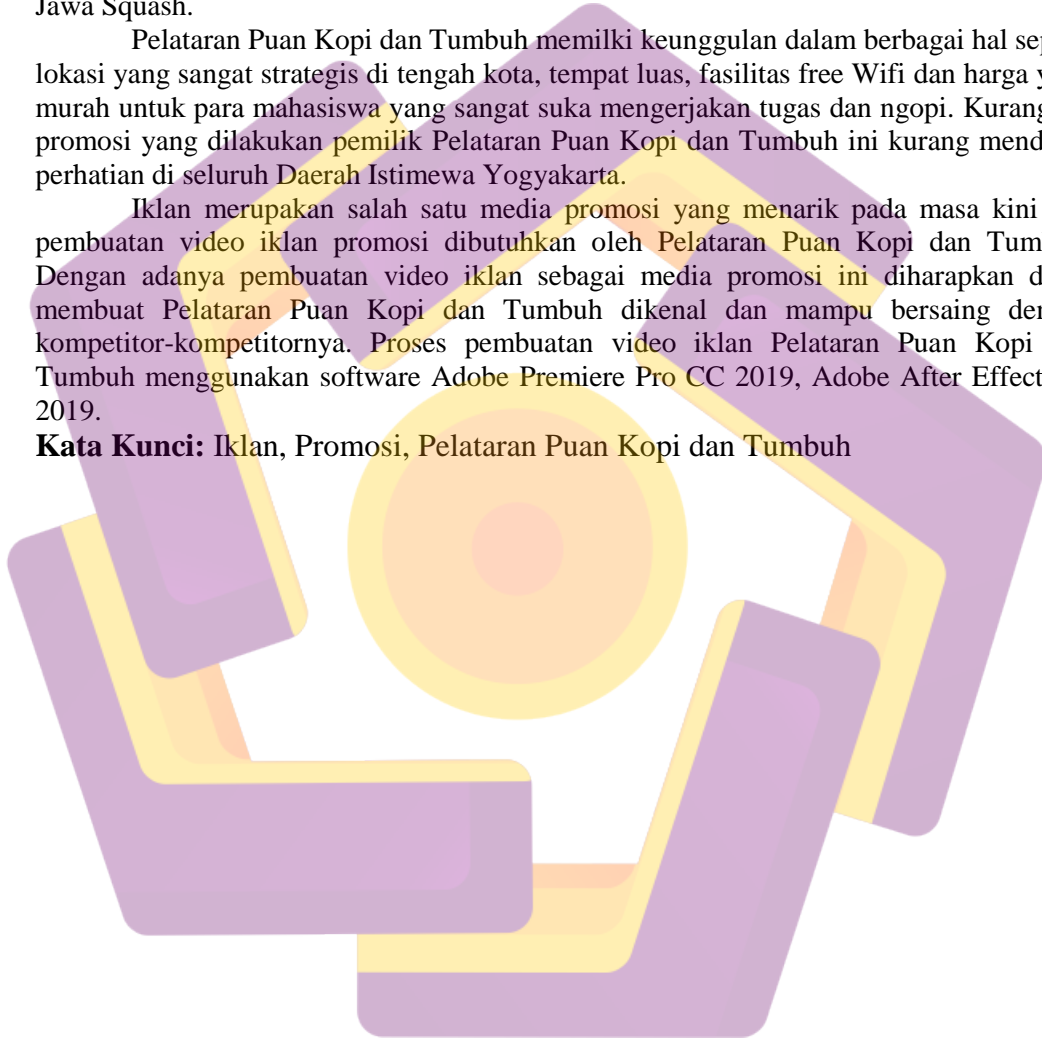 Jawa Squash.
Pelataran Puan Kopi dan Tumbuh memilki keunggulan dalam berbagai hal
lokasi yang sangat strategis di tengah kota, tempat luas, fasilitas free Wifi dan harga
murah untuk para mahasiswa yang sangat suka mengerjakan tugas dan ngopi.
promosi yang dilakukan pemilik Pelataran Puan Kopi dan Tumbuh ini kurang
perhatian di seluruh Daerah Istimewa Yogyakarta.
Iklan merupakan salah satu media promosi yang menarik pada masa kini
pembuatan video iklan promosi dibutuhkan oleh Pelataran Puan Kopi dan
Dengan adanya pembuatan video iklan sebagai media promosi ini diharapkan
membuat Pelataran Puan Kopi dan Tumbuh dikenal dan mampu bersaing
kompetitor-kompetitornya. Proses pembuatan video iklan Pelataran Puan Kopi
Tumbuh menggunakan software Adobe Premiere Pro CC 2019, Adobe After
2019.
Kata Kunci: Iklan, Promosi, Pelataran Puan Kopi dan Tumbuh